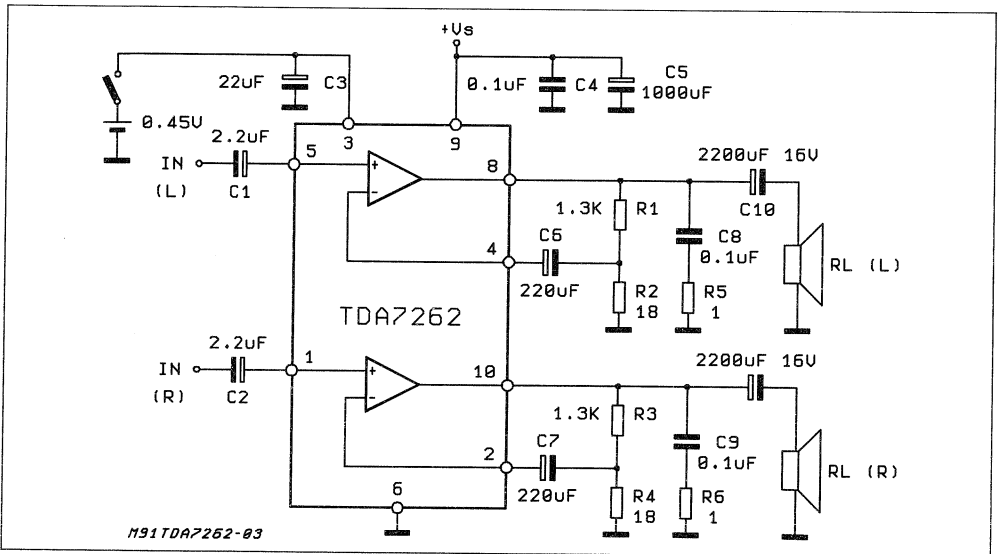 +Vs
22uF C3
0.1uF C4
C5
1000uF
0.45V
3
9
2.2uF
IN
(L)
C1
5
+
-
8
2200uF 16V
C10
1.3K R1
4
C6
220uF
C8
0.1uF
R2
18
R5
1
RL (L)
TDA7262
2.2uF
IN
(R)
C2
1
+
-
10
2200uF 16V
1.3K R3
2
C7
220uF
C9
0.1uF
R4
18
R6
1
RL (R)
6
M91TDA7262-03